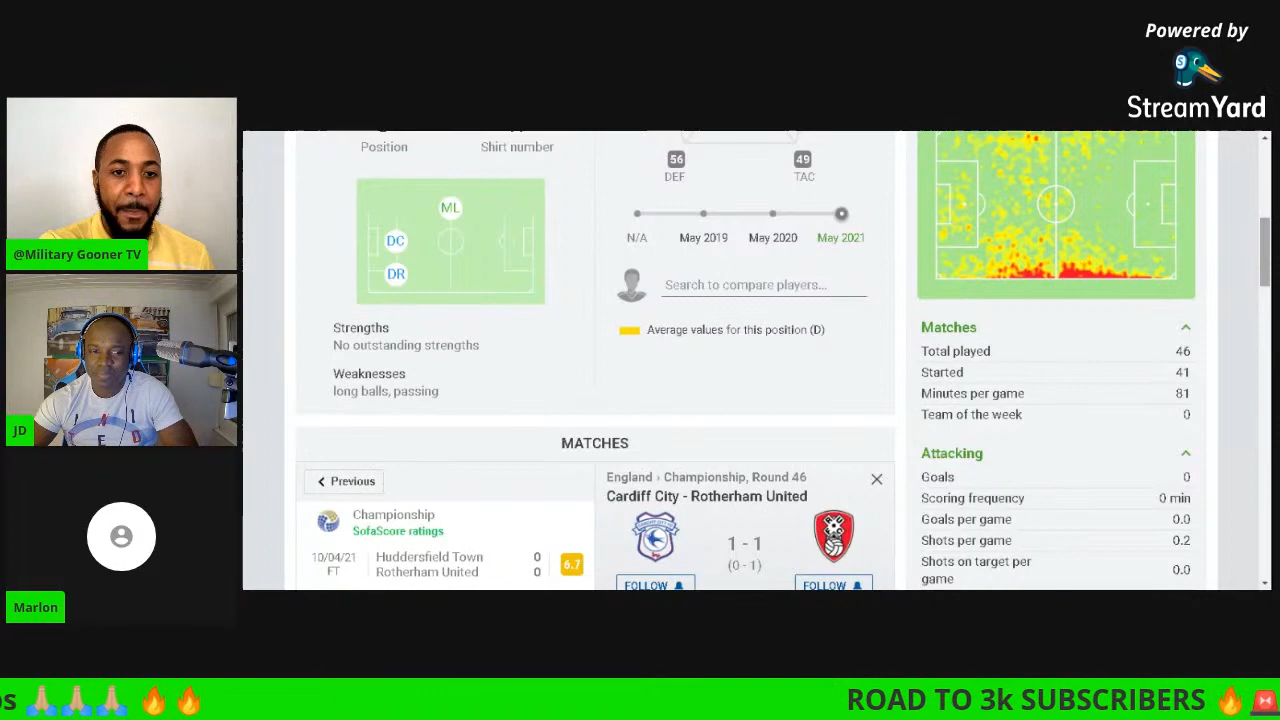 Powered by
StreamYard
@Military Gooner TV
JD
Marlon
Position
Shirt number
ML
DC
DR
Strengths
No outstanding strengths
Weaknesses
long balls, passing
56
DEF
49
TAC
N/A
May 2019
May 2020
May 2021
Search to compare players...
Average values for this position (D)
MATCHES
Previous
Championship
SofaScore ratings
10/04/21
FT
Huddersfield Town 0
Rotherham United 0
6.7
England › Championship, Round 46
Cardiff City - Rotherham United
1 - 1
(0 - 1)
FOLLOW
FOLLOW
Matches
Total played 46
Started 41
Minutes per game 81
Team of the week 0
Attacking
Goals 0
Scoring frequency 0 min
Goals per game 0.0
Shots per game 0.2
Shots on target per
game 0.0
ROAD TO 3k SUBSCRIBERS 🔥🚨